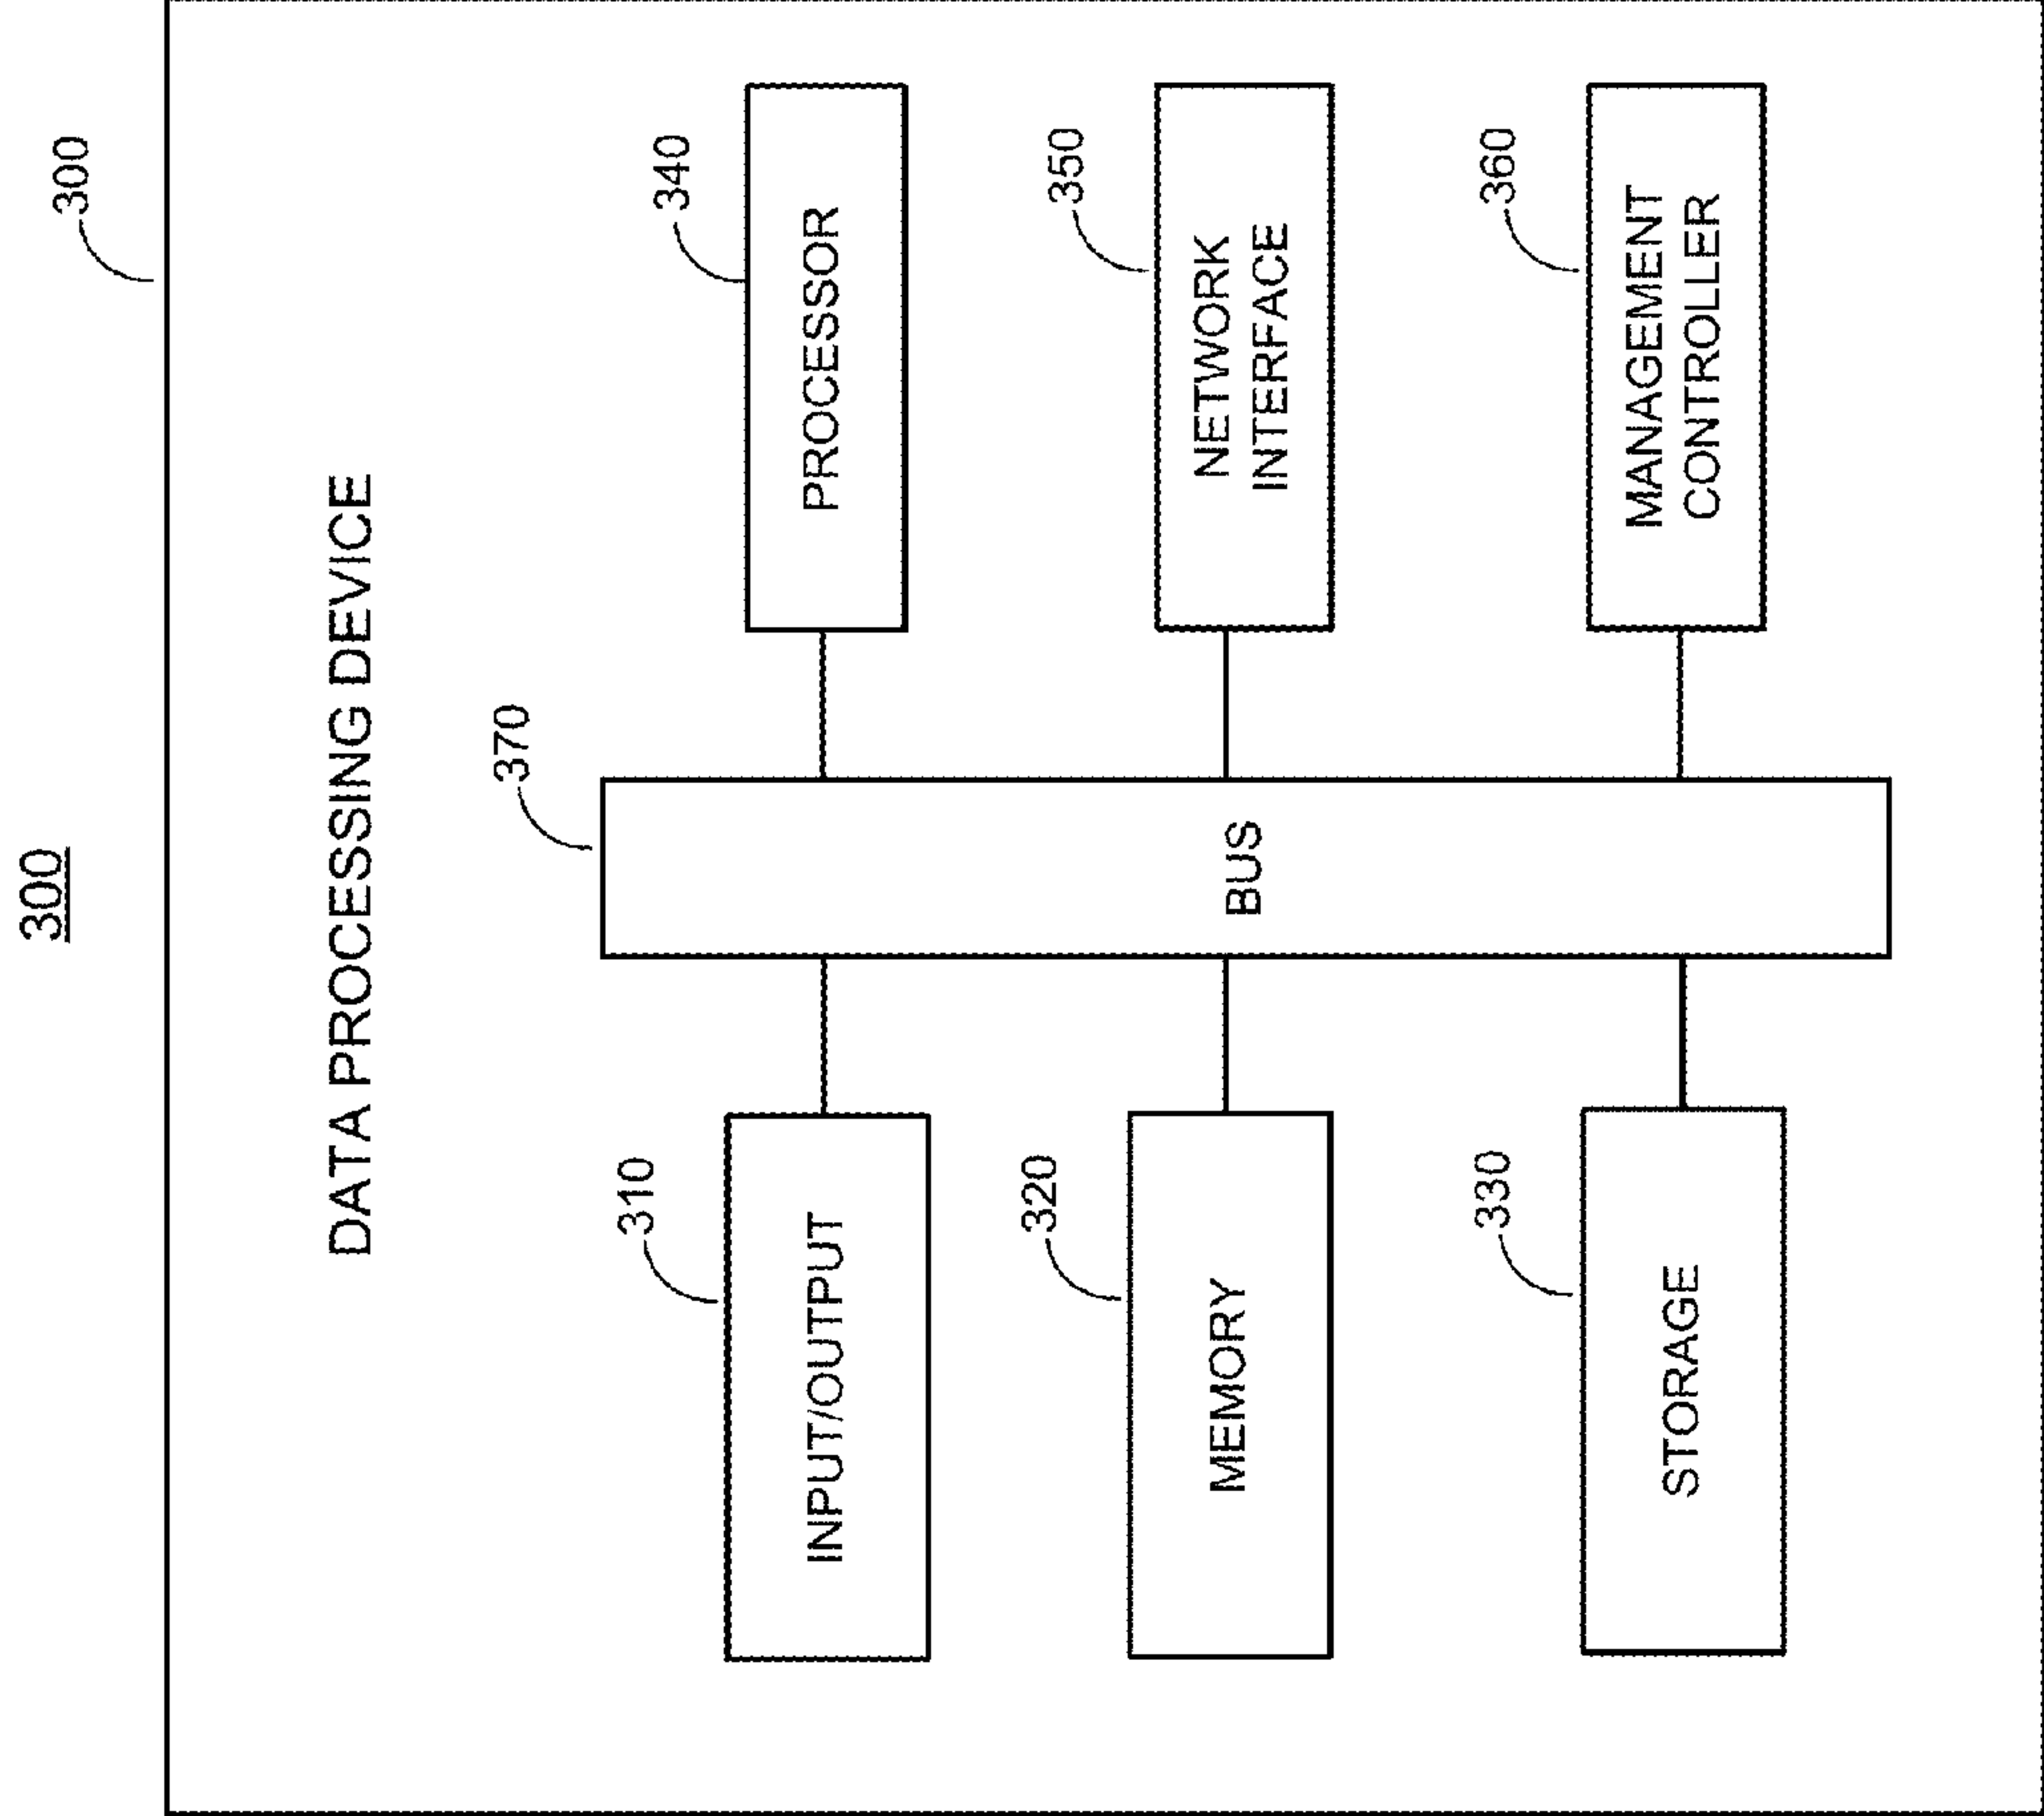 300
300
DATA PROCESSING DEVICE
370
310
INPUT/OUTPUT
340
PROCESSOR
320
MEMORY
BUS
350
NETWORK
INTERFACE
330
STORAGE
360
MANAGEMENT
CONTROLLER